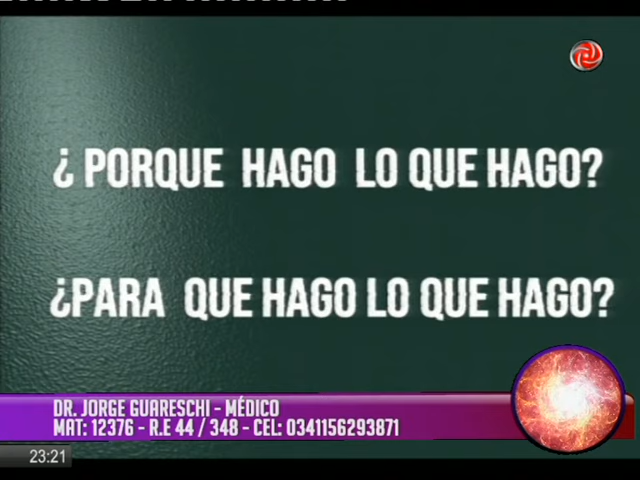 ¿ PORQUE HAGO LO QUE HAGO?
¿PARA QUE HAGO LO QUE HAGO?
DR. JORGE GUARESCHI - MÉDICO
MAT: 12376 - R.E 44 / 348 - CEL: 0341156293871
23:21